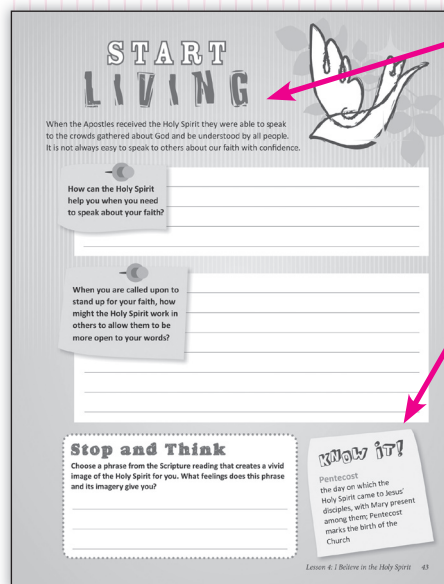 START
LIVING
When the Apostles received the Holy Spirit they were able to speak
to the crowds gathered about God and be understood by all people.
It is not always easy to speak to others about our faith with confidence.
How can the Holy Spirit
help you when you need
to speak about your faith?
When you are called upon to
stand up for your faith, how
might the Holy Spirit work in
others to allow them to be
more open to your words?
Stop and Think
Choose a phrase from the Scripture reading that creates a vivid
image of the Holy Spirit for you. What feelings does this phrase
and its imagery give you?
KNOW IT!
Pentecost
the day on which the
Holy Spirit came to Jesus'
disciples, with Mary present
among them; Pentecost
marks the birth of the
Church
Lesson 4: I Believe in the Holy Spirit 43